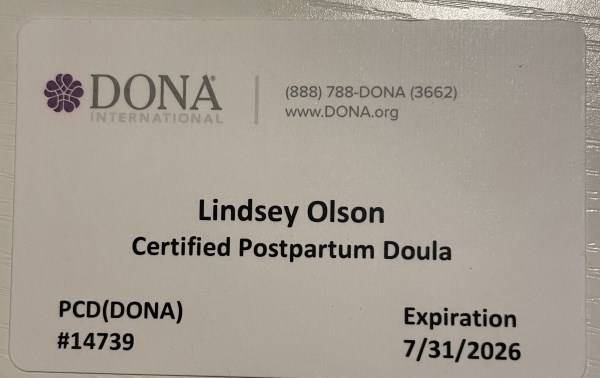 DONA
INTERNATIONAL
(888) 788-DONA (3662)
www.DONA.org
Lindsey Olson
Certified Postpartum Doula
PCD(DONA)
#14739
Expiration
7/31/2026